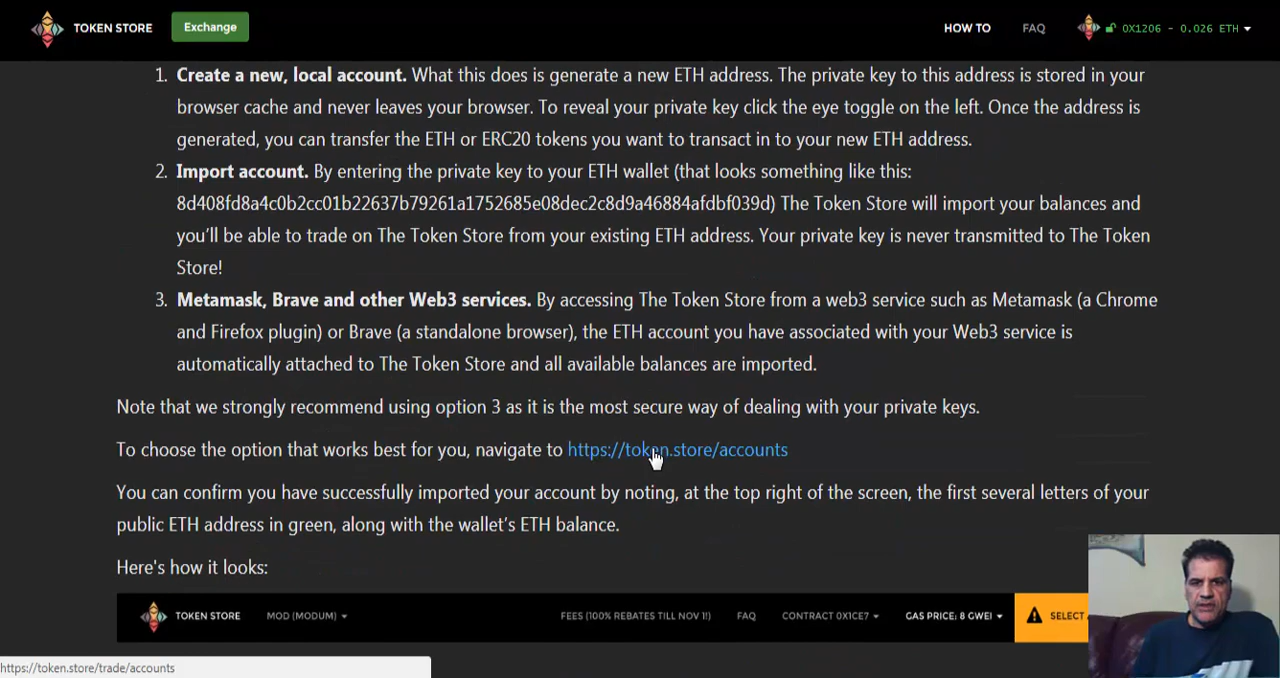 TOKEN STORE Exchange HOW TO FAQ 0X1206 - 0.026 ETH
1. Create a new, local account. What this does is generate a new ETH address. The private key to this address is stored in your
browser cache and never leaves your browser. To reveal your private key click the eye toggle on the left. Once the address is
generated, you can transfer the ETH or ERC20 tokens you want to transact in to your new ETH address.
2. Import account. By entering the private key to your ETH wallet (that looks something like this:
8d408fd8a4c0b2cc01b22637b79261a1752685e08dec2c8d9a46884afdbf039d) The Token Store will import your balances and
you'll be able to trade on The Token Store from your existing ETH address. Your private key is never transmitted to The Token
Store!
3. Metamask, Brave and other Web3 services. By accessing The Token Store from a web3 service such as Metamask (a Chrome
and Firefox plugin) or Brave (a standalone browser), the ETH account you have associated with your Web3 service is
automatically attached to The Token Store and all available balances are imported.
Note that we strongly recommend using option 3 as it is the most secure way of dealing with your private keys.
To choose the option that works best for you, navigate to https://token.store/accounts
You can confirm you have successfully imported your account by noting, at the top right of the screen, the first several letters of your
public ETH address in green, along with the wallet's ETH balance.
Here's how it looks:
TOKEN STORE MOD (MODUM) FEES (100% REBATES TILL NOV 1!) FAQ CONTRACT 0X1CE7 GAS PRICE: 8 GWEI SELECT
https://token.store/trade/accounts